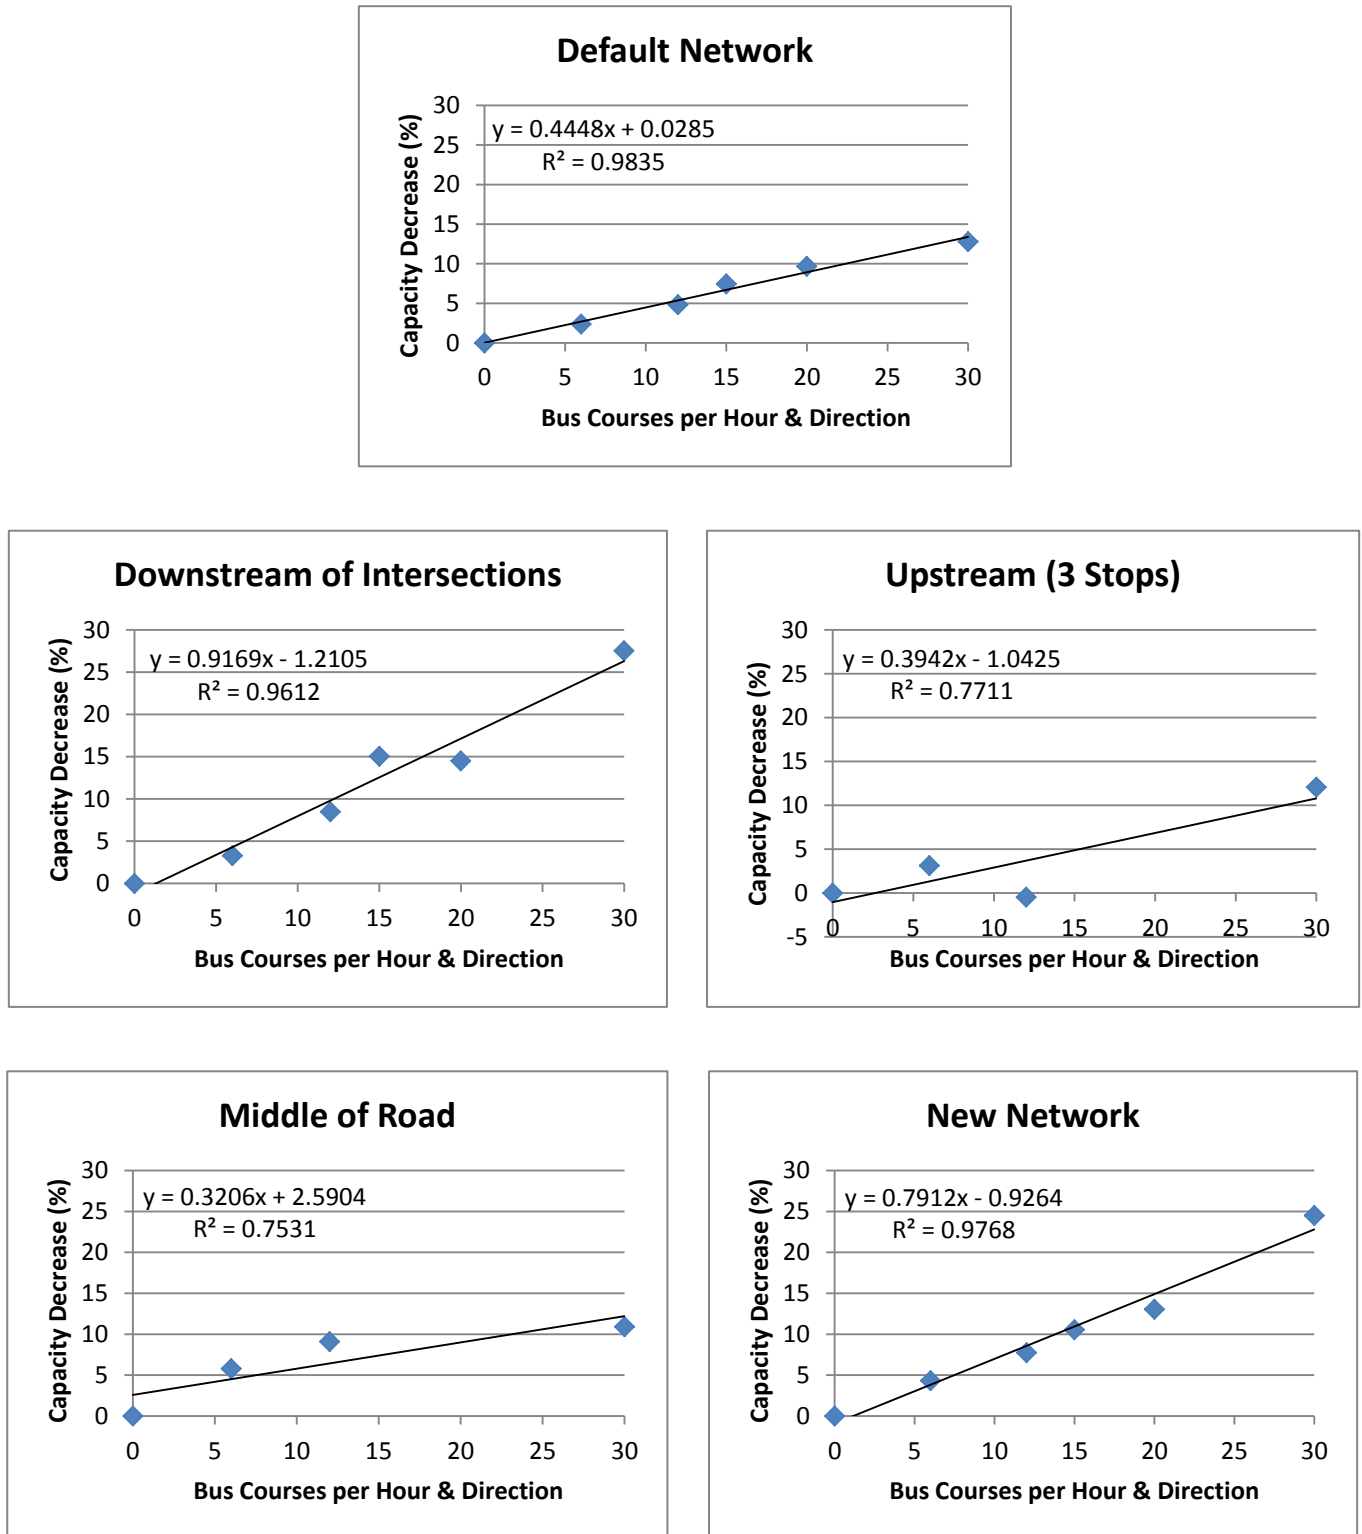 Default Network
30
25
20
15
10
5
0
Capacity Decrease (%)
y = 0.4448x + 0.0285
R² = 0.9835
0 5 10 15 20 25 30
Bus Courses per Hour & Direction
Downstream of Intersections
30
25
20
15
10
5
0
Capacity Decrease (%)
y = 0.9169x - 1.2105
R² = 0.9612
0 5 10 15 20 25 30
Bus Courses per Hour & Direction
Upstream (3 Stops)
30
25
20
15
10
5
0
-5
Capacity Decrease (%)
y = 0.3942x - 1.0425
R² = 0.7711
0 5 10 15 20 25 30
Bus Courses per Hour & Direction
Middle of Road
30
25
20
15
10
5
0
Capacity Decrease (%)
y = 0.3206x + 2.5904
R² = 0.7531
0 5 10 15 20 25 30
Bus Courses per Hour & Direction
New Network
30
25
20
15
10
5
0
Capacity Decrease (%)
y = 0.7912x - 0.9264
R² = 0.9768
0 5 10 15 20 25 30
Bus Courses per Hour & Direction